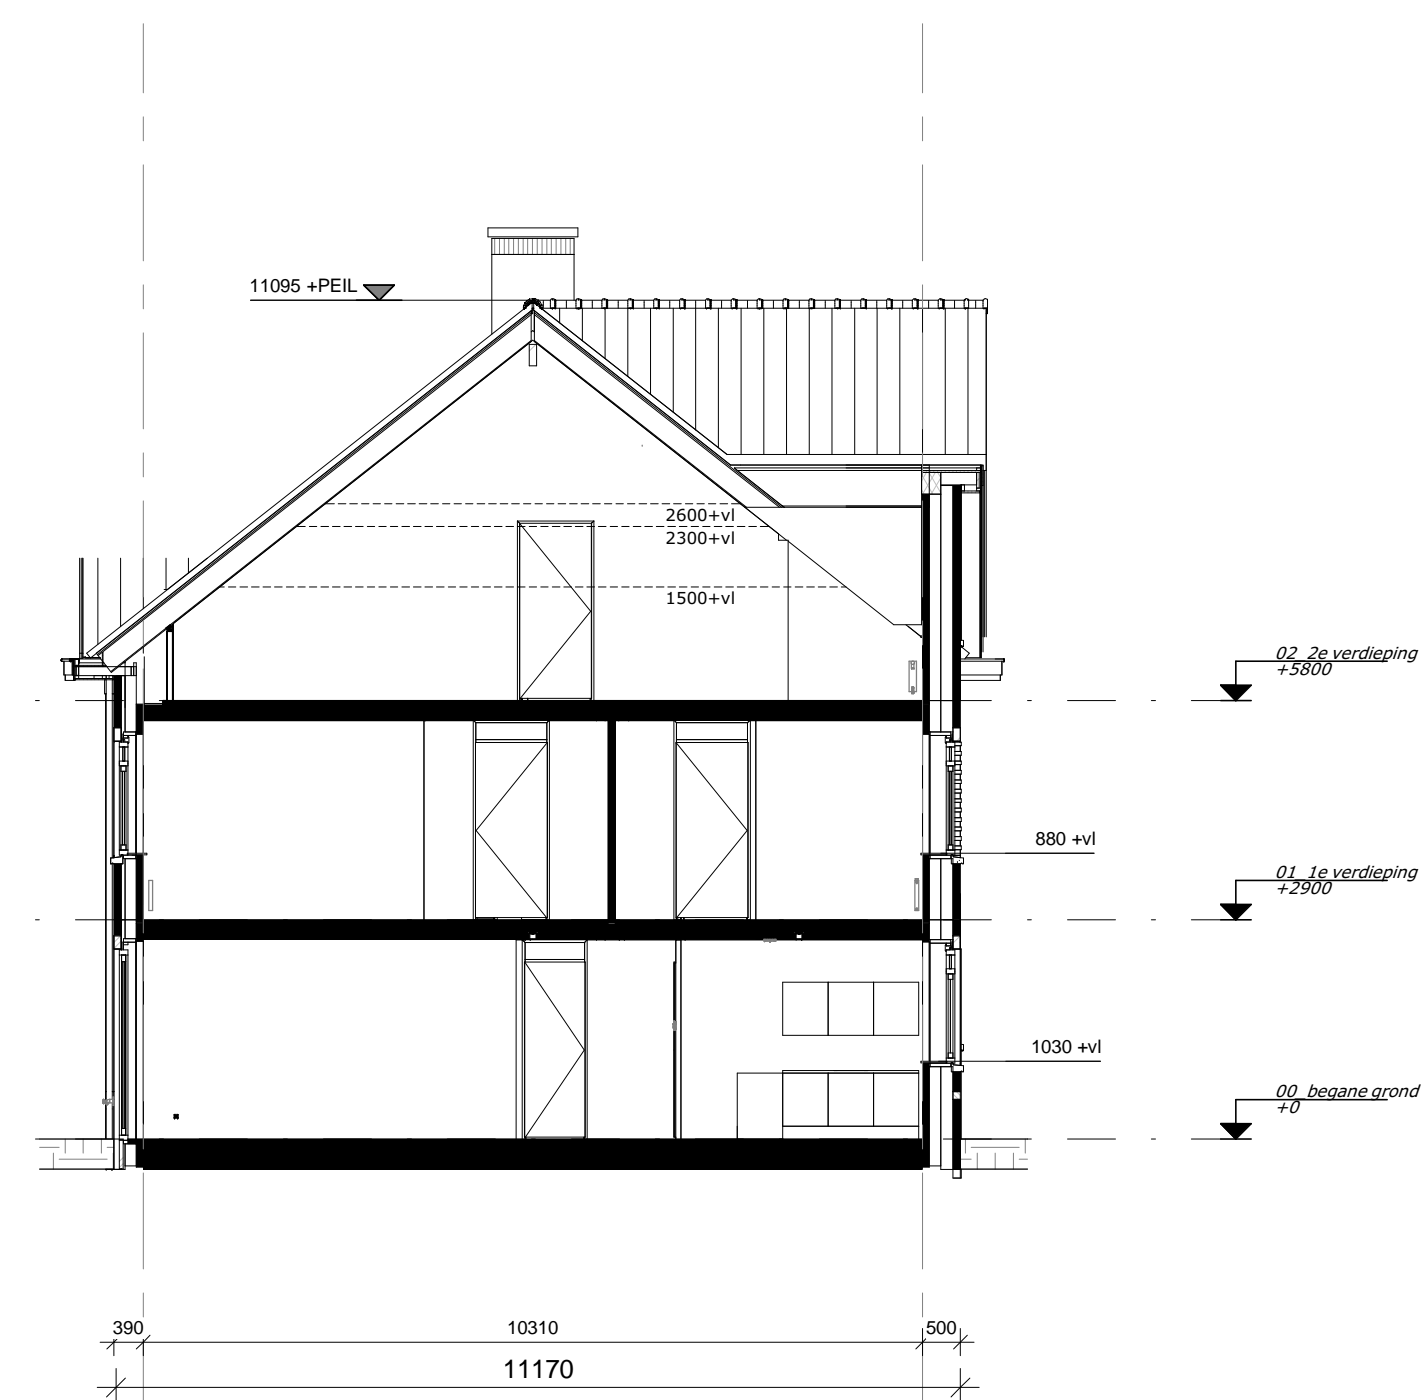 11095 +PEIL
2600+vl
2300+vl
1500+vl
02_2e verdieping
+5800
880 +vl
01_1e verdieping
+2900
1030 +vl
00_begane grond
+0
390
10310
500
11170